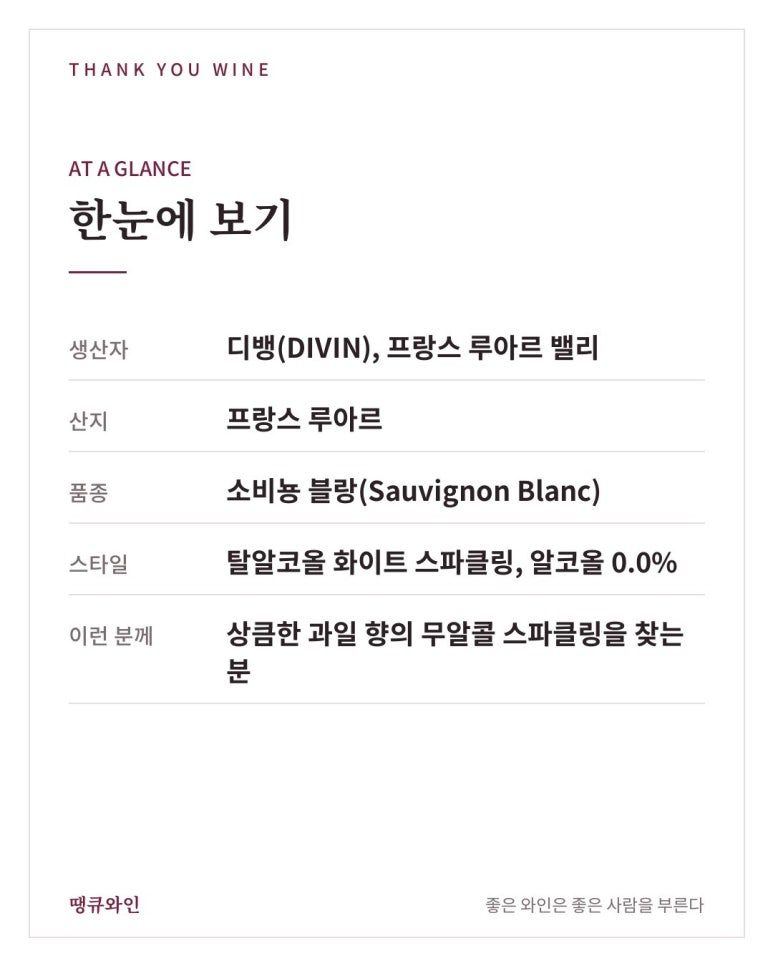 THANK YOU WINE
AT A GLANCE
한눈에 보기
생산자 디뱅(DIVIN), 프랑스 루아르 밸리
산지 프랑스 루아르
품종 소비뇽 블랑(Sauvignon Blanc)
스타일 탈알코올 화이트 스파클링, 알코올 0.0%
이런 분께 상큼한 과일 향의 무알콜 스파클링을 찾는
분
땡큐와인 좋은 와인은 좋은 사람을 부른다